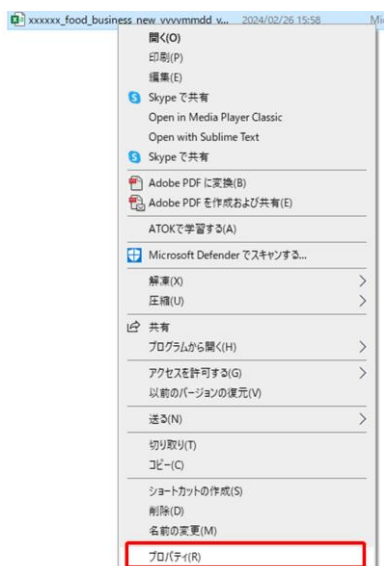 xxxxxx_food_business_new_yyyymmdd_v... 2024/02/26 15:58 Mic
開く(O)
印刷(P)
編集(E)
Skype で共有
Open in Media Player Classic
Open with Sublime Text
Skype で共有
Adobe PDF に変換(B)
Adobe PDF を作成および共有(E)
ATOKで学習する(A)
Microsoft Defender でスキャンする...
解凍(X)
圧縮(U)
共有
プログラムから開く(H)
アクセスを許可する(G)
以前のバージョンの復元(V)
送る(N)
切り取り(T)
コピー(C)
ショートカットの作成(S)
削除(D)
名前の変更(M)
プロパティ(R)